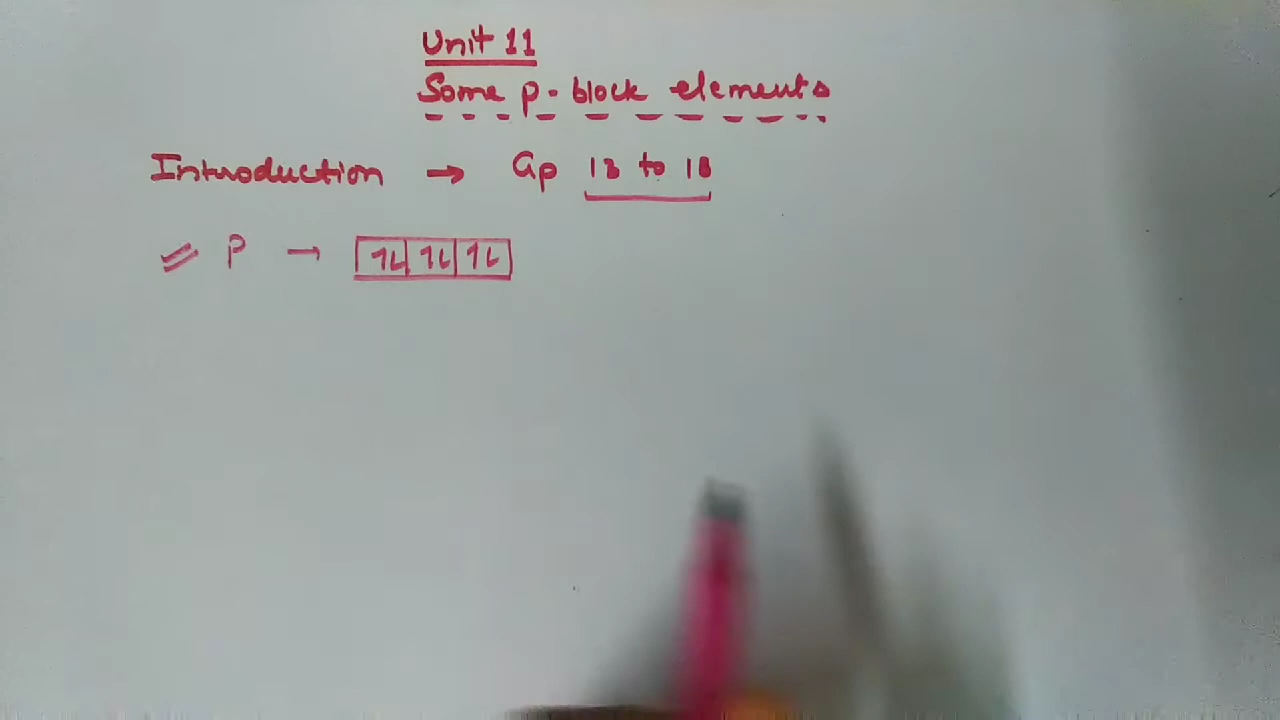 Unit 11
Some p-block elements
Introduction → Gp 13 to 18
P → ↑↓ ↑↓ ↑↓